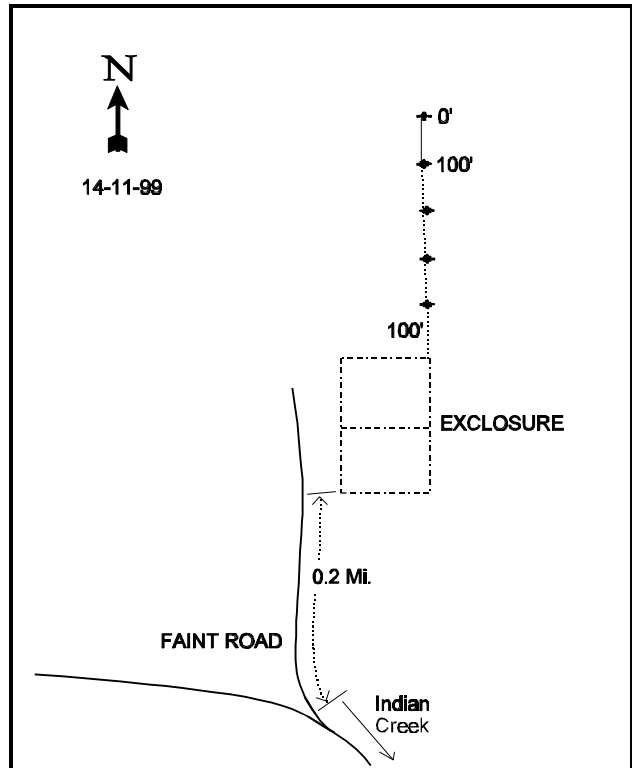 N
0'
100'
14-11-99
100'
EXCLOSURE
0.2 Mi.
FAINT ROAD
Indian
Creek